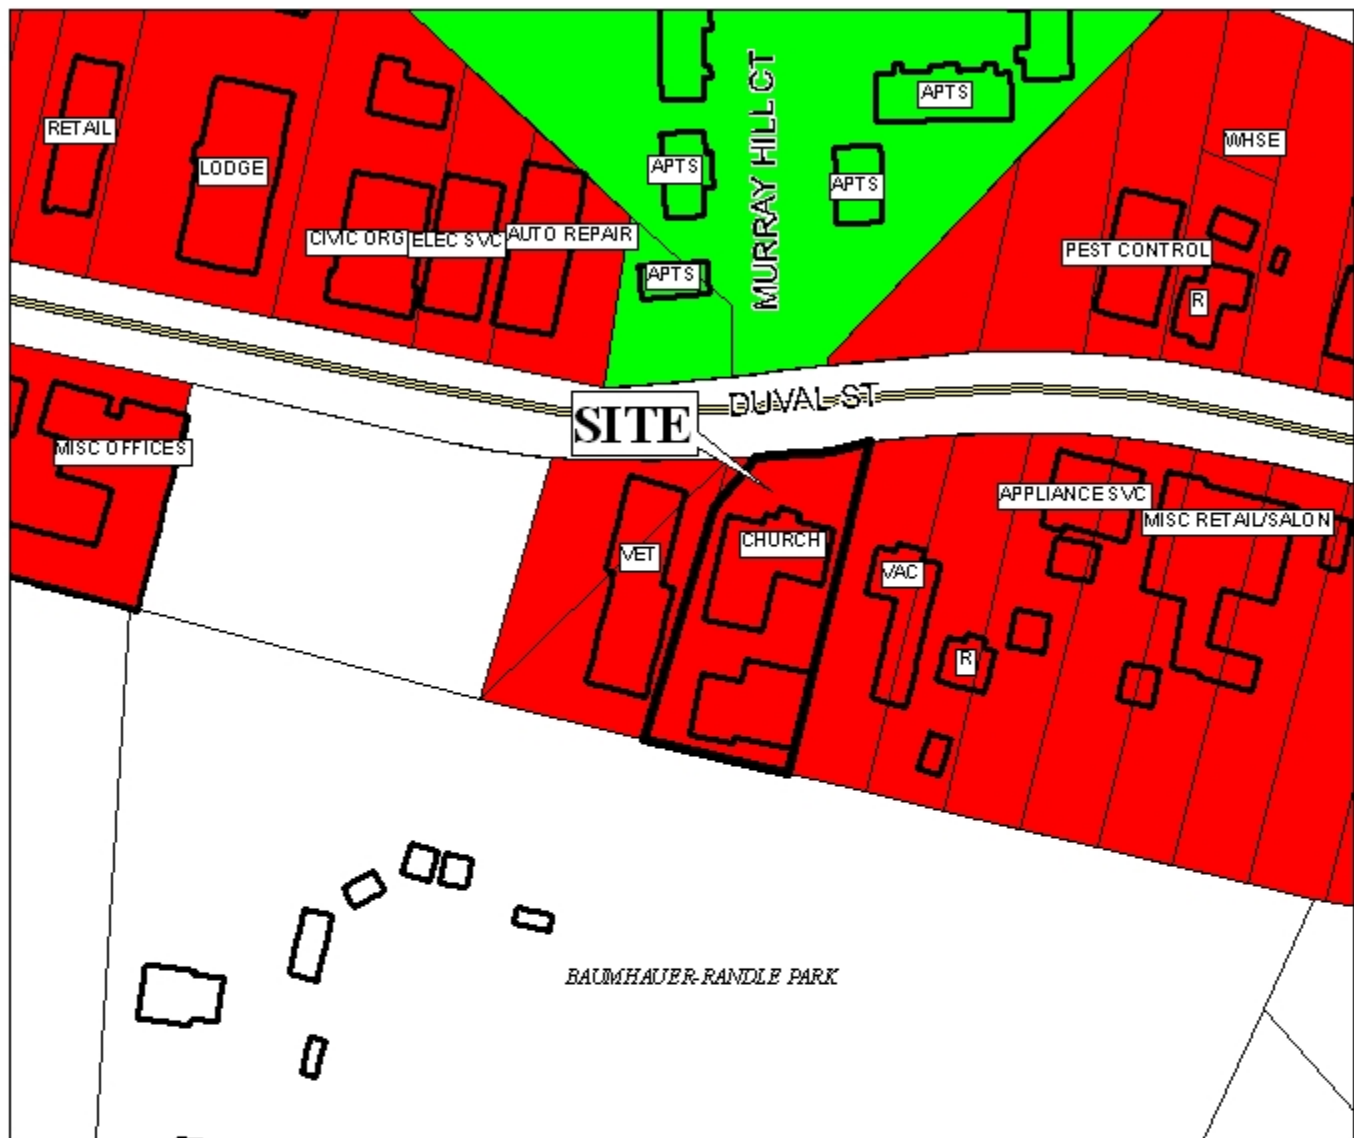 APTS
MURRAY HILL CT
RETAIL
WHSE
LODGE
APTS
APTS
CIVIC ORG
ELEC SVC
AUTO REPAIR
PEST CONTROL
APTS
R
DUVAL ST
SITE
MISC OFFICES
APPLIANCE SVC
MISC RETAIL/SALON
CHURCH
VET
VAC
R
BAUMHAUER-RANDLE PARK